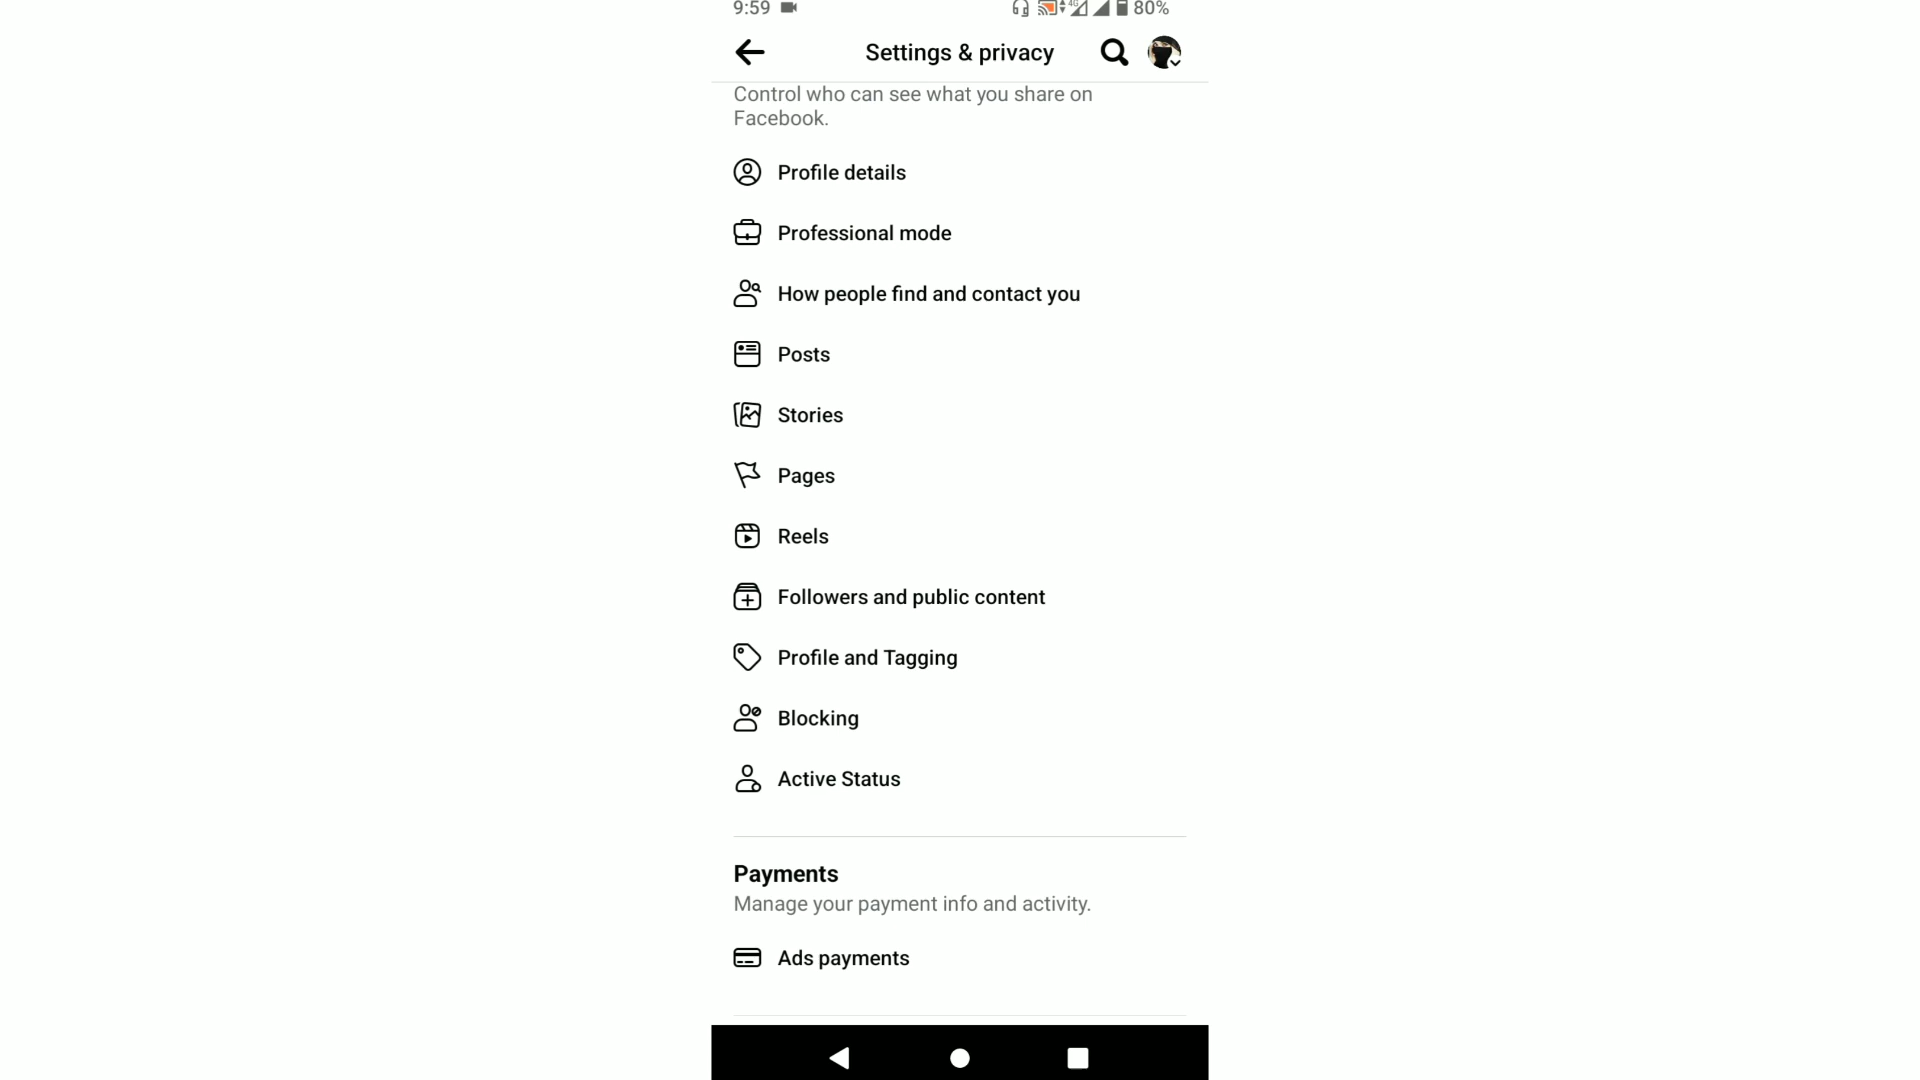 9:59
4G
80%
Settings & privacy
Control who can see what you share on
Facebook.
Profile details
Professional mode
How people find and contact you
Posts
Stories
Pages
Reels
Followers and public content
Profile and Tagging
Blocking
Active Status
Payments
Manage your payment info and activity.
Ads payments